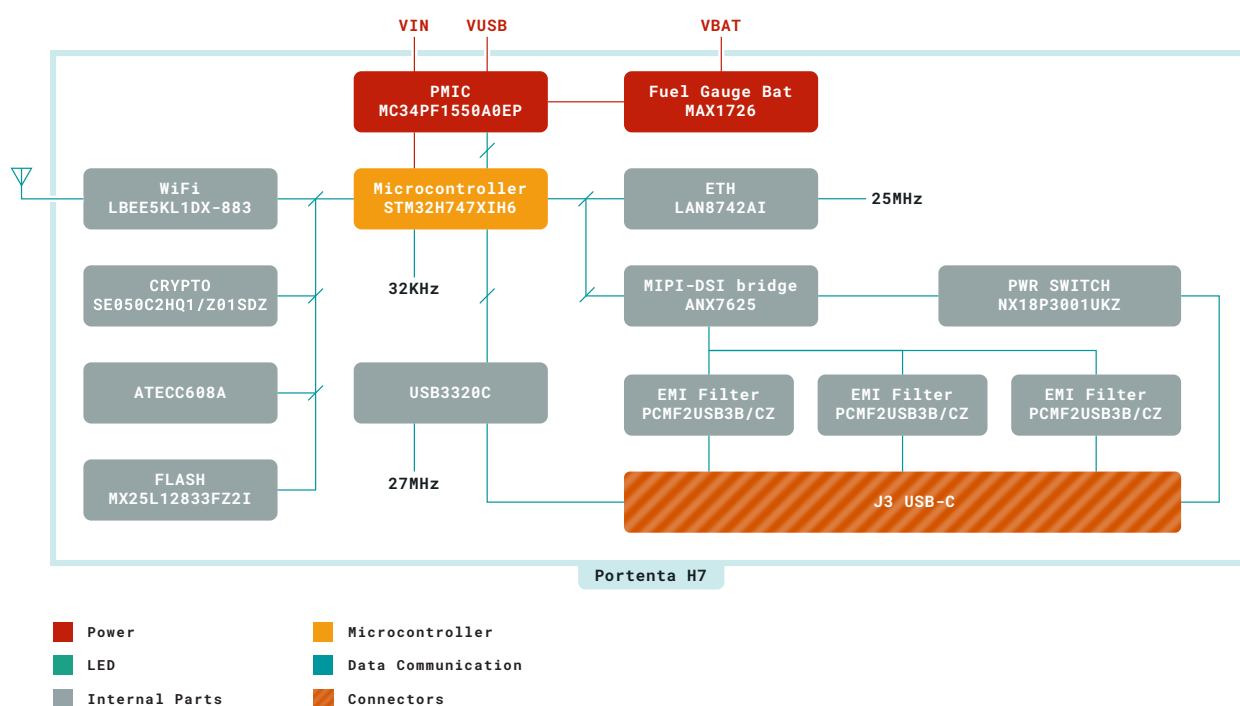 VIN
VUSB
VBAT
PMIC
MC34PF1550A0EP
Fuel Gauge Bat
MAX1726
WiFi
LBEE5KL1DX-883
Microcontroller
STM32H747XIH6
ETH
LAN8742AI
25MHz
CRYPTO
SE050C2HQ1/Z01SDZ
32KHz
MIPI-DSI bridge
ANX7625
PWR SWITCH
NX18P3001UKZ
ATECC608A
USB3320C
EMI Filter
PCMF2USB3B/CZ
EMI Filter
PCMF2USB3B/CZ
EMI Filter
PCMF2USB3B/CZ
FLASH
MX25L12833FZ2I
27MHz
J3 USB-C
Portenta H7
Power
Microcontroller
LED
Data Communication
Internal Parts
Connectors